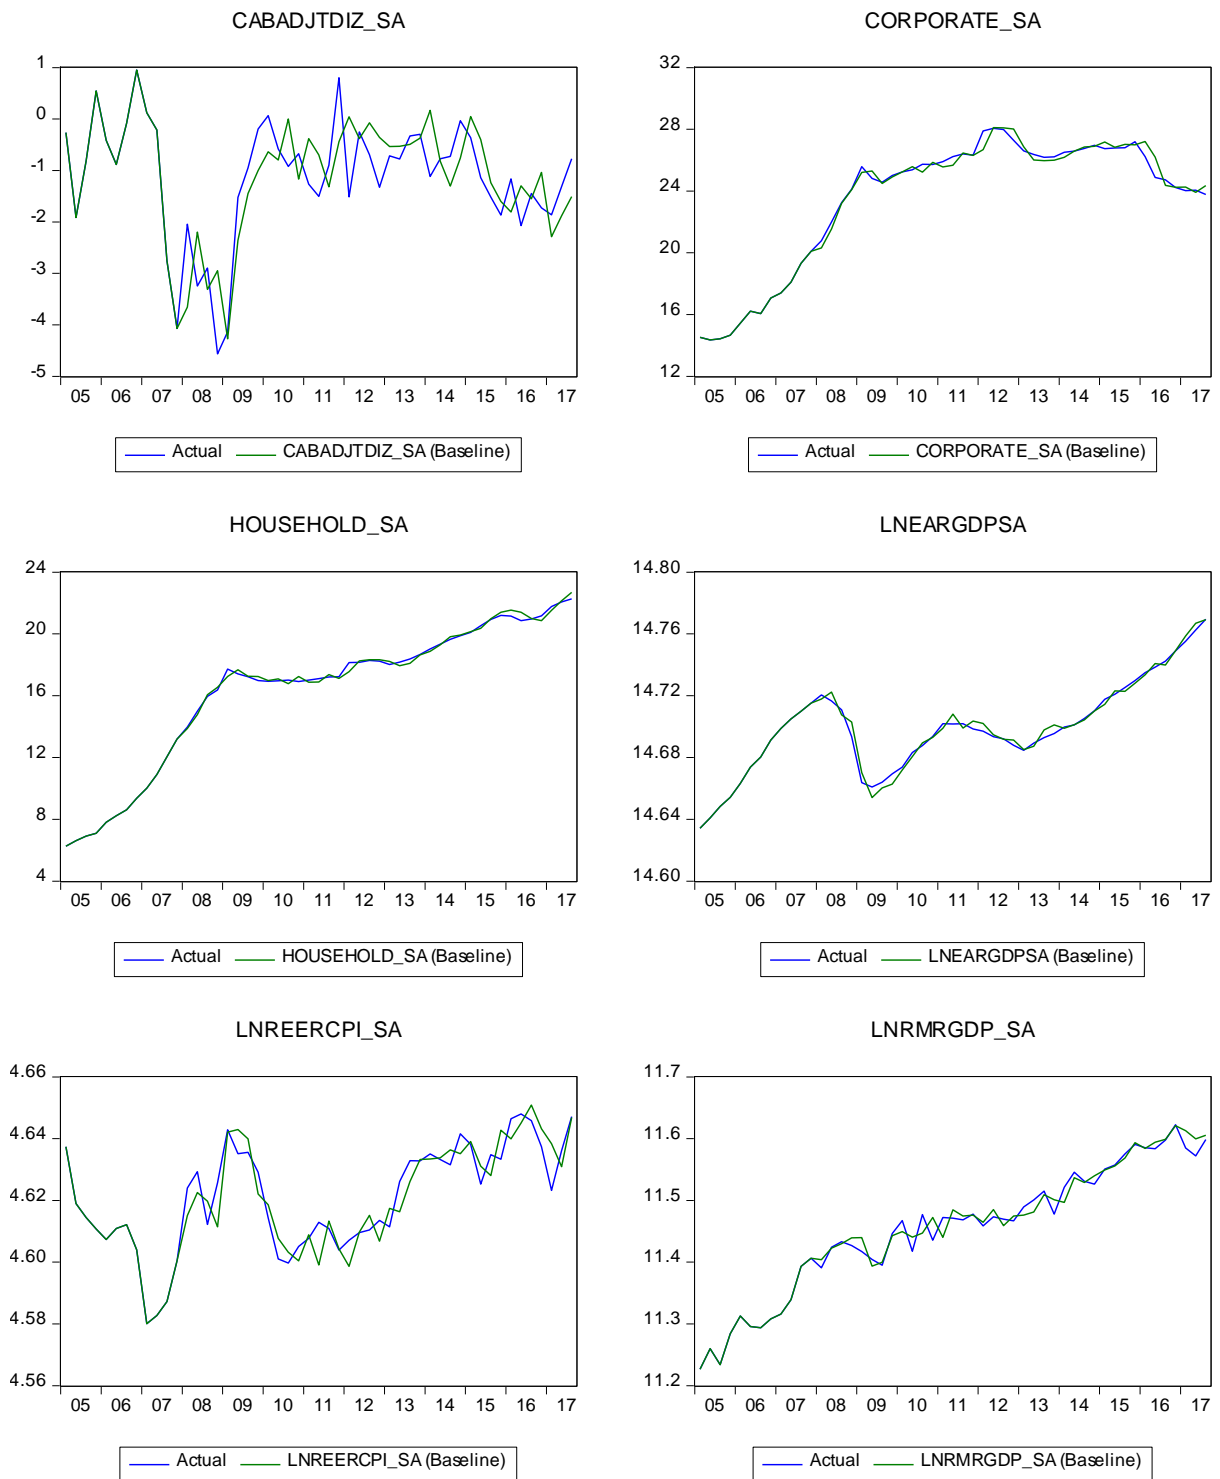 CABADJTDIZ_SA
1
0
-1
-2
-3
-4
-5
05 06 07 08 09 10 11 12 13 14 15 16 17
Actual CABADJTDIZ_SA (Baseline)
CORPORATE_SA
32
28
24
20
16
12
05 06 07 08 09 10 11 12 13 14 15 16 17
Actual CORPORATE_SA (Baseline)
HOUSEHOLD_SA
24
20
16
12
8
4
05 06 07 08 09 10 11 12 13 14 15 16 17
Actual HOUSEHOLD_SA (Baseline)
LNEARGDPSA
14.80
14.76
14.72
14.68
14.64
14.60
05 06 07 08 09 10 11 12 13 14 15 16 17
Actual LNEARGDPSA (Baseline)
LNREERCPI_SA
4.66
4.64
4.62
4.60
4.58
4.56
05 06 07 08 09 10 11 12 13 14 15 16 17
Actual LNREERCPI_SA (Baseline)
LNRMRGDP_SA
11.7
11.6
11.5
11.4
11.3
11.2
05 06 07 08 09 10 11 12 13 14 15 16 17
Actual LNRMRGDP_SA (Baseline)